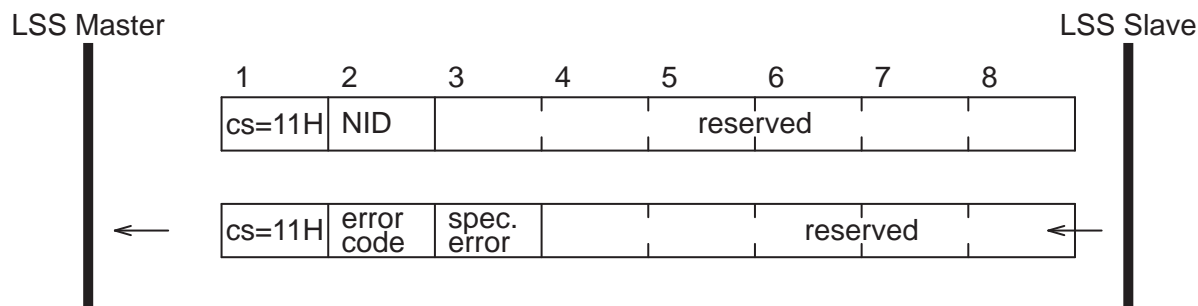 LSS Master LSS Slave
1 2 3 4 5 6 7 8
cs=11H NID reserved
cs=11H error code spec. error reserved